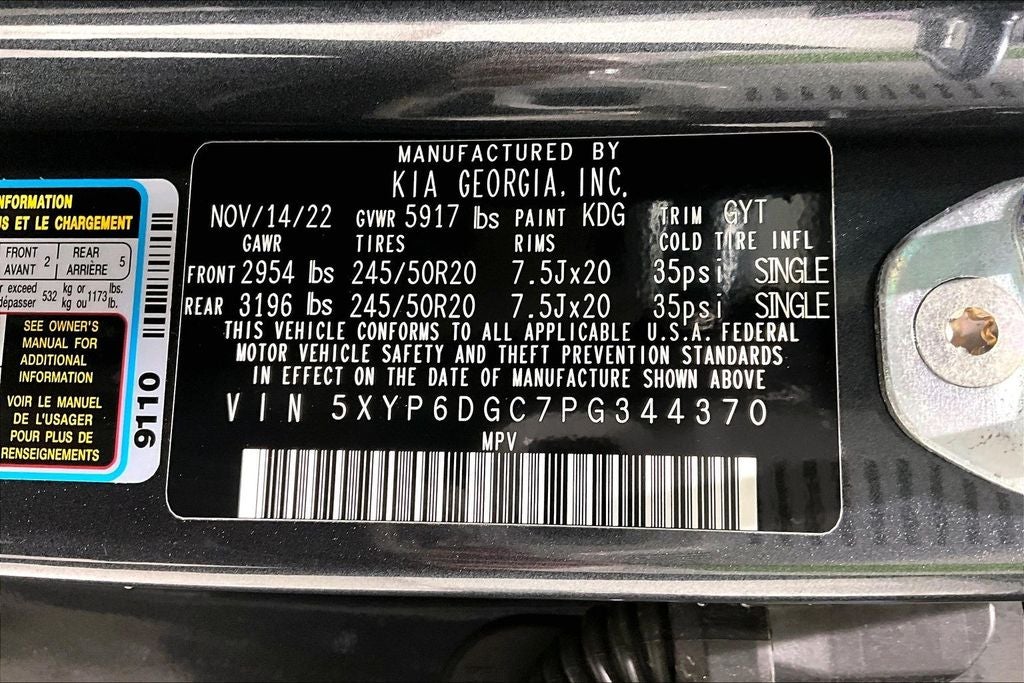 NFORMATION
US ET LE CHARGEMENT
FRONT AVANT 2 REAR ARRIÈRE 5
exceed dépasser 532 kg or kg ou 1173 lbs. lb.
SEE OWNER'S
MANUAL FOR
ADDITIONAL
INFORMATION
VOIR LE MANUEL
DE L'USAGER
POUR PLUS DE
RENSEIGNEMENTS
9110
MANUFACTURED BY
KIA GEORGIA, INC.
NOV/14/22 GVWR 5917 lbs PAINT KDG TRIM GYT
GAWR TIRES RIMS COLD TIRE INFL
FRONT 2954 lbs 245/50R20 7.5Jx20 35psi SINGLE
REAR 3196 lbs 245/50R20 7.5Jx20 35psi SINGLE
THIS VEHICLE CONFORMS TO ALL APPLICABLE U.S.A. FEDERAL
MOTOR VEHICLE SAFETY AND THEFT PREVENTION STANDARDS
IN EFFECT ON THE DATE OF MANUFACTURE SHOWN ABOVE
VIN 5XYP6DGC7PG344370
MPV